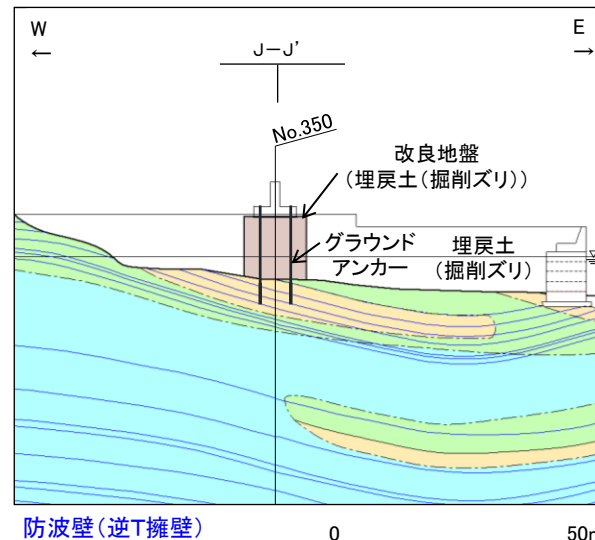 W
E
←
→
J－J’
No.350
改良地盤
（埋戻土（掘削ズリ））
グラウンド
アンカー
埋戻土
（掘削ズリ）
防波壁（逆T擁壁）
0
50m